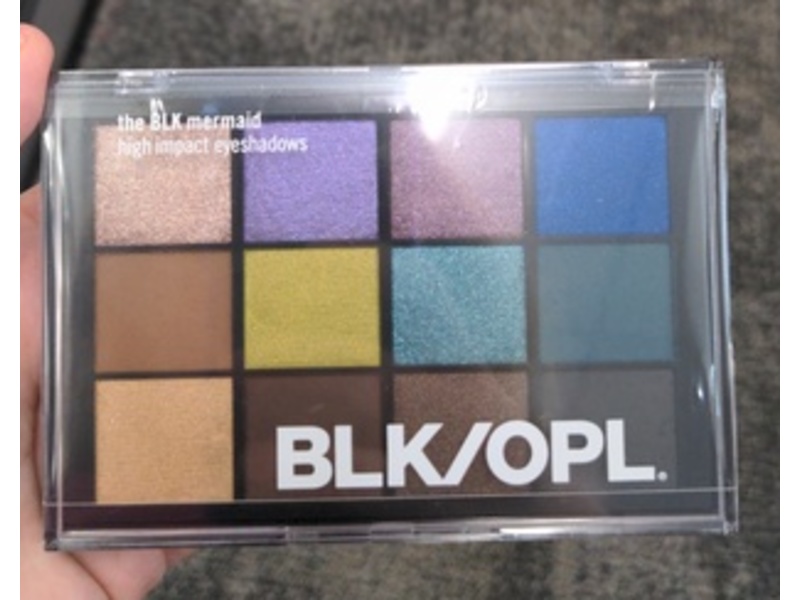 the BLK mermaid
high impact eyeshadows
BLK/OPL.